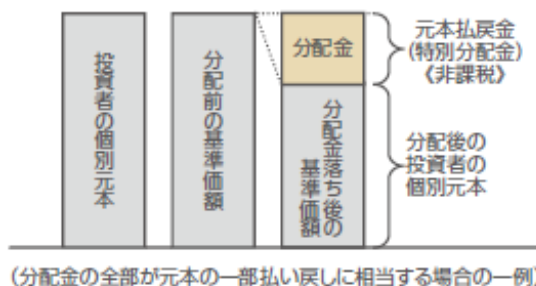 投資者の個別元本
分配前の基準価額
分配金
分配金落ち後の
基準価額
元本払戻金
(特別分配金)
《非課税》
分配後の
投資者の
個別元本
(分配金の全部が元本の一部払い戻しに相当する場合の一例)